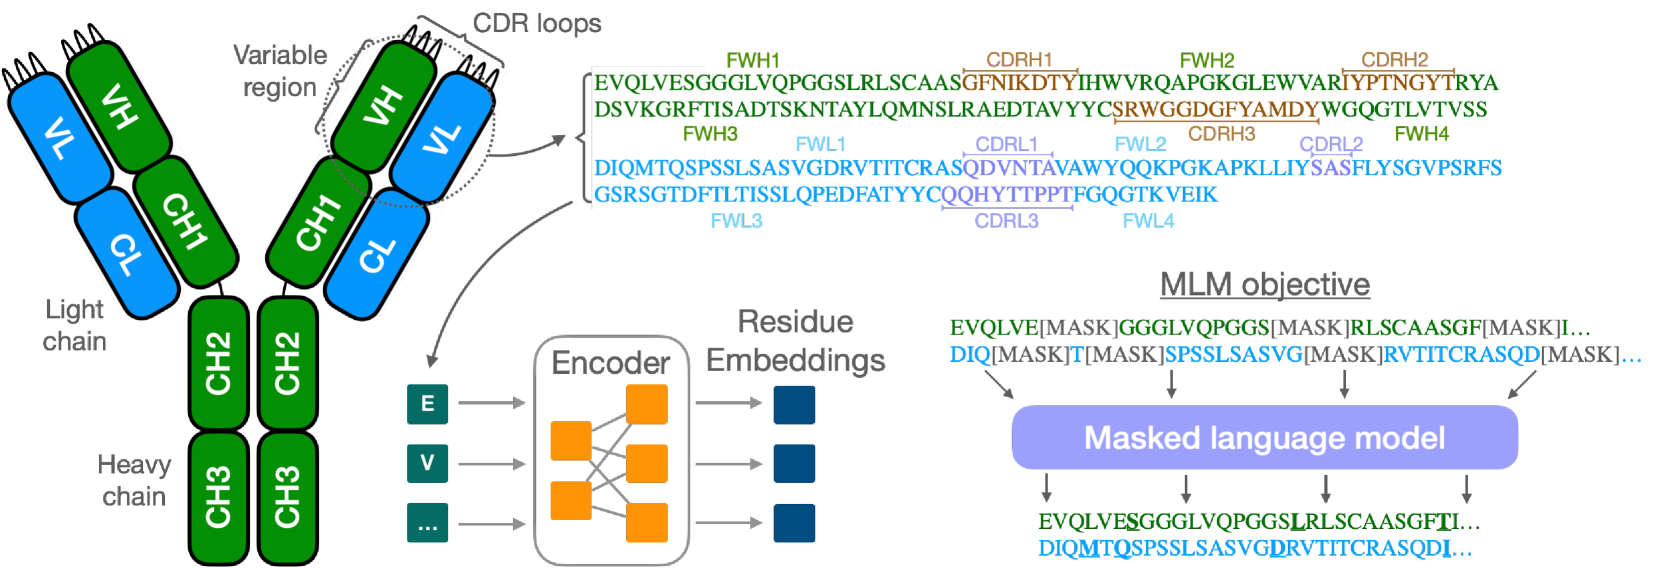 CDR loops
Variable
region
VH
VL
VH
VL
CH1
CL
CH1
CL
CH2
CH2
CH3
CH3
Light
chain
Heavy
chain
FWH1 CDRH1 FWH2 CDRH2
EVQLVESGGGLVQPGGSLRLSCAASGFNIKDTYIHWVRQAPGKGLEWVARIYPTNGYTRYA
DSVKGRFTISADTSKNTAYLQMNSLRAEDTAVYYCSRWGGDGFYAMDYWGQGTLVTVSS
FWH3 CDRH3 FWH4
FWL1 CDRL1 FWL2 CDRL2
DIQMTQSPSSLSASVGDRVTITCRASQDVNTAVAWYQQKPGKAPKLLIYSASFLYSGVPSRFS
GSRSGTDFTLTISSLQPEDFATYYCQQHYTTPPTFGQGTKVEIK
FWL3 CDRL3 FWL4
Encoder
Residue
Embeddings
E
V
...
MLM objective
EVQLVE[MASK]GGGLVQPGGS[MASK]RLSCAASGF[MASK]I...
DIQ[MASK]T[MASK]SPSSLSASVG[MASK]RVTITCRASQD[MASK]...
Masked language model
EVQLVESGGGLVQPGGSLRLSCAASGFTI...
DIQMTQSPSSLSASVGDRVTITCRASQDI...